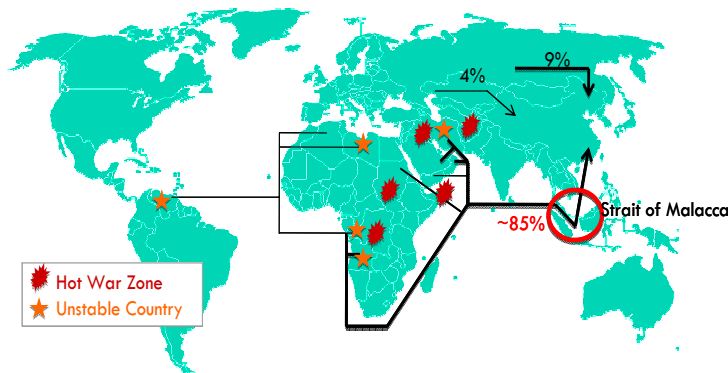 9%
4%
Strait of Malacca
~85%
Hot War Zone
Unstable Country